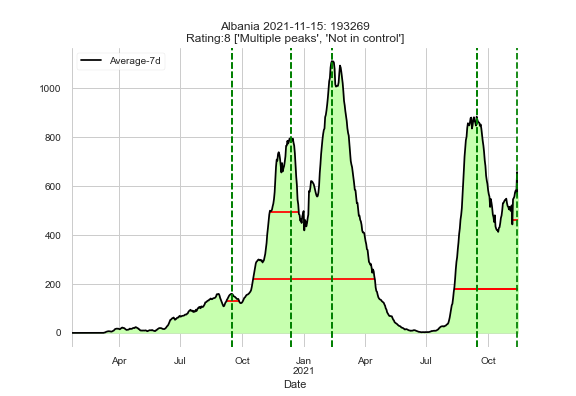 Albania 2021-11-15: 193269
Rating:8 ['Multiple peaks', 'Not in control']
Average-7d
1000
800
600
400
200
0
Apr Jul Oct Jan Apr Jul Oct
2021
Date